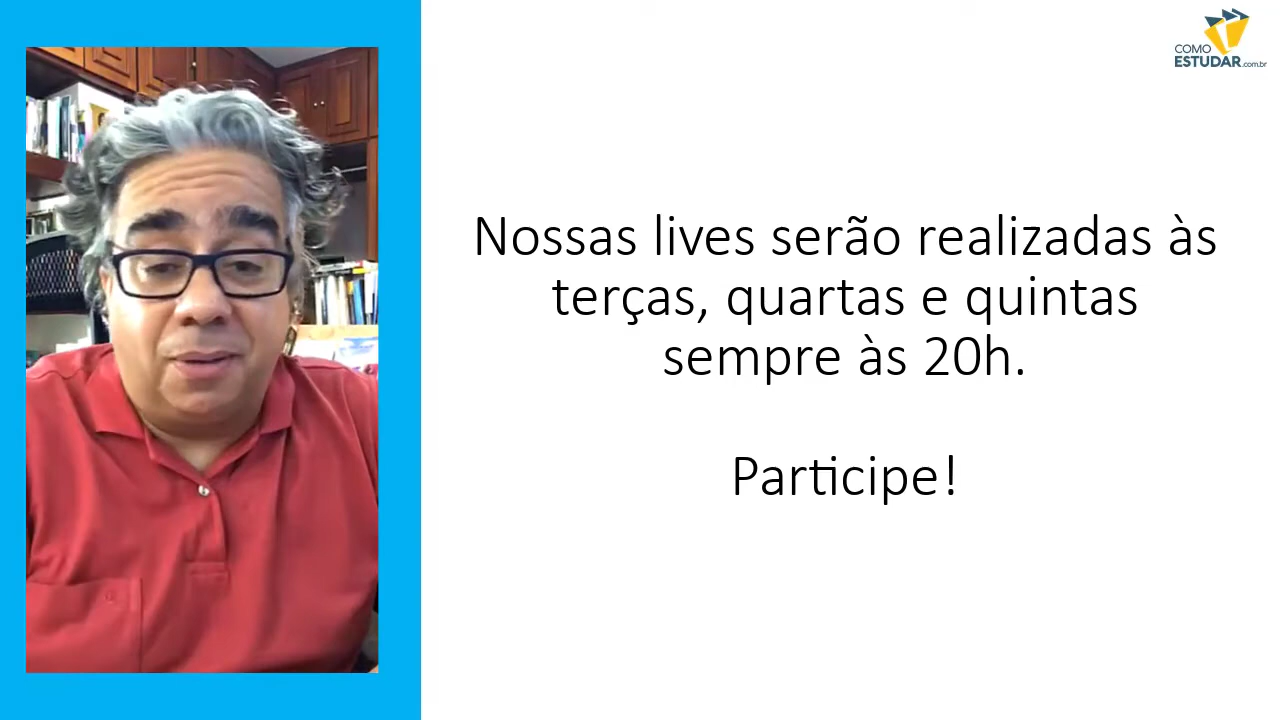 COMO
ESTUDAR.com.br
Nossas lives serão realizadas às
terças, quartas e quintas
sempre às 20h.
Participe!